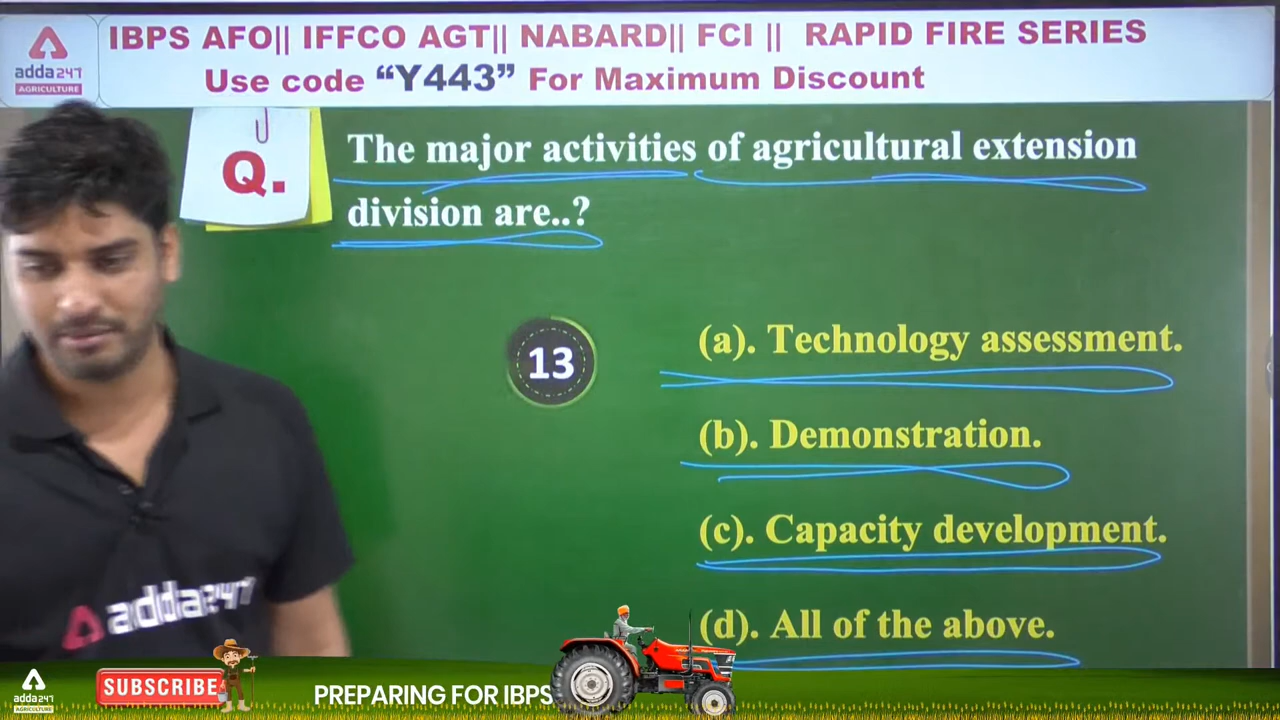 IBPS AFO|| IFFCO AGT|| NABARD|| FCI || RAPID FIRE SERIES
Use code “Y443” For Maximum Discount
adda247
AGRICULTURE
Q.
The major activities of agricultural extension
division are..?
13
(a). Technology assessment.
(b). Demonstration.
(c). Capacity development.
(d). All of the above.
adda247
adda247
AGRICULTURE
SUBSCRIBE
PREPARING FOR IBPS